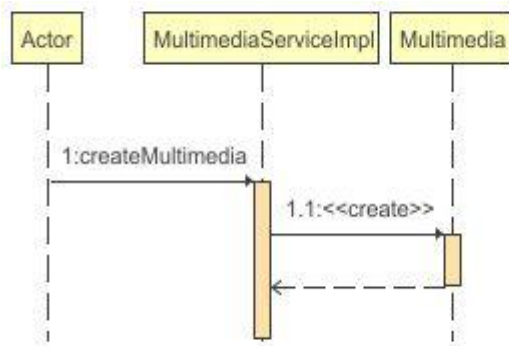 Actor
MultimediaServiceImpl
Multimedia
1:createMultimedia
1.1:<<create>>